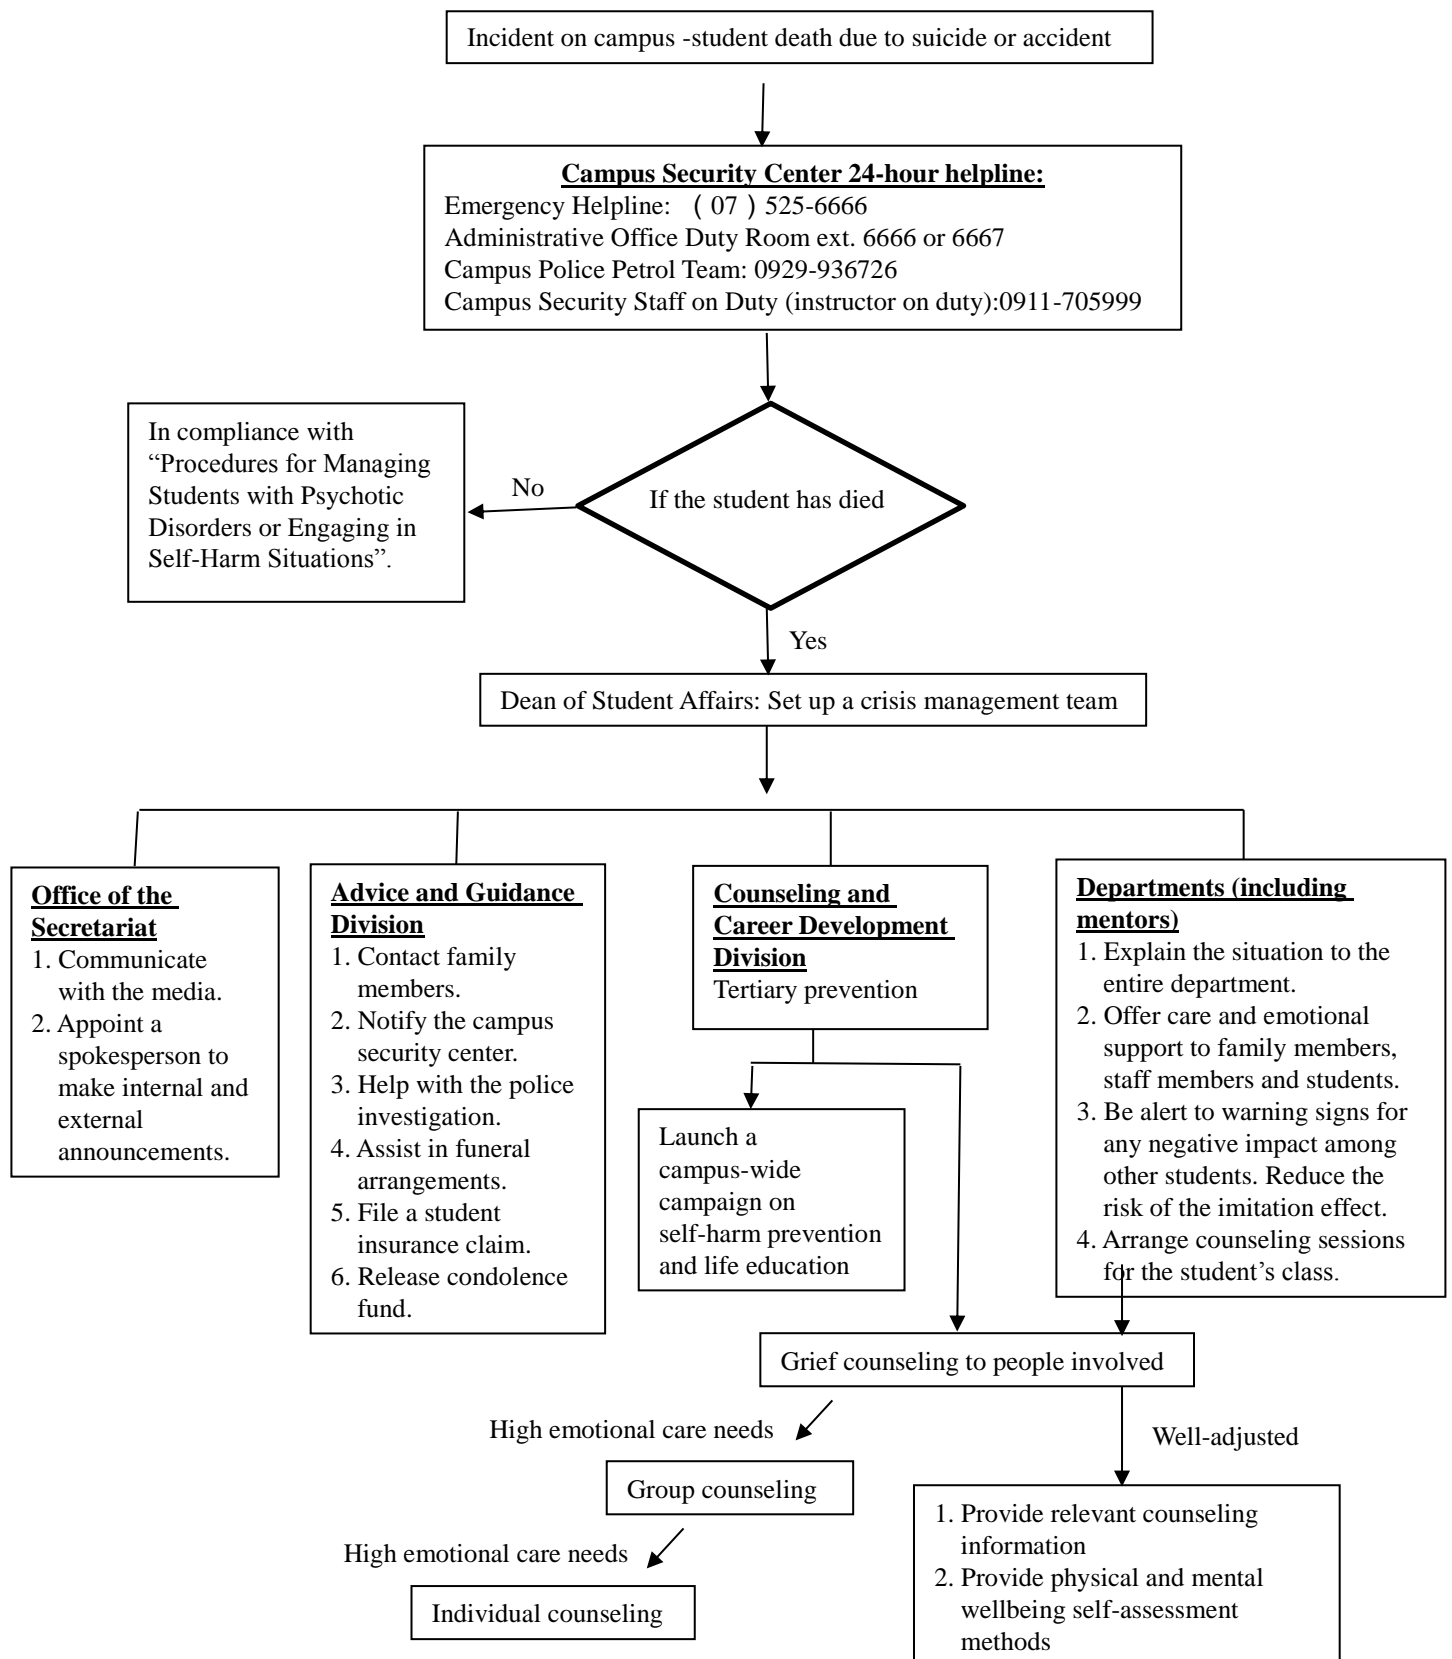 Incident on campus -student death due to suicide or accident
Campus Security Center 24-hour helpline:
Emergency Helpline: ( 07 ) 525-6666
Administrative Office Duty Room ext. 6666 or 6667
Campus Police Petrol Team: 0929-936726
Campus Security Staff on Duty (instructor on duty):0911-705999
In compliance with
“Procedures for Managing
Students with Psychotic
Disorders or Engaging in
Self-Harm Situations”.
No
If the student has died
Yes
Dean of Student Affairs: Set up a crisis management team
Office of the
Secretariat
1. Communicate
with the media.
2. Appoint a
spokesperson to
make internal and
external
announcements.
Advice and Guidance
Division
1. Contact family
members.
2. Notify the campus
security center.
3. Help with the police
investigation.
4. Assist in funeral
arrangements.
5. File a student
insurance claim.
6. Release condolence
fund.
Counseling and
Career Development
Division
Tertiary prevention
Departments (including
mentors)
1. Explain the situation to the
entire department.
2. Offer care and emotional
support to family members,
staff members and students.
3. Be alert to warning signs for
any negative impact among
other students. Reduce the
risk of the imitation effect.
4. Arrange counseling sessions
for the student’s class.
Launch a
campus-wide
campaign on
self-harm prevention
and life education
Grief counseling to people involved
High emotional care needs
Well-adjusted
Group counseling
High emotional care needs
Individual counseling
1. Provide relevant counseling
information
2. Provide physical and mental
wellbeing self-assessment
methods